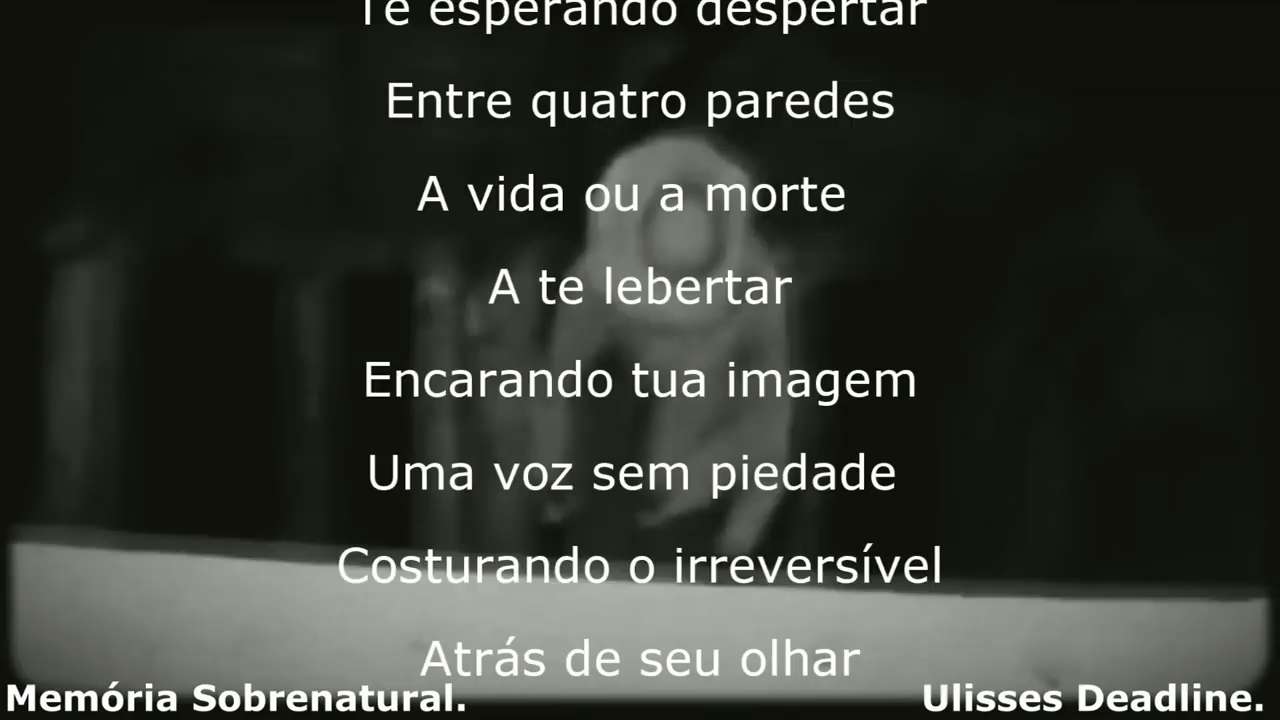 Te esperando despertar
Entre quatro paredes
A vida ou a morte
A te lebertar
Encarando tua imagem
Uma voz sem piedade
Costurando o irreversível
Atrás de seu olhar
Memória Sobrenatural.
Ulisses Deadline.